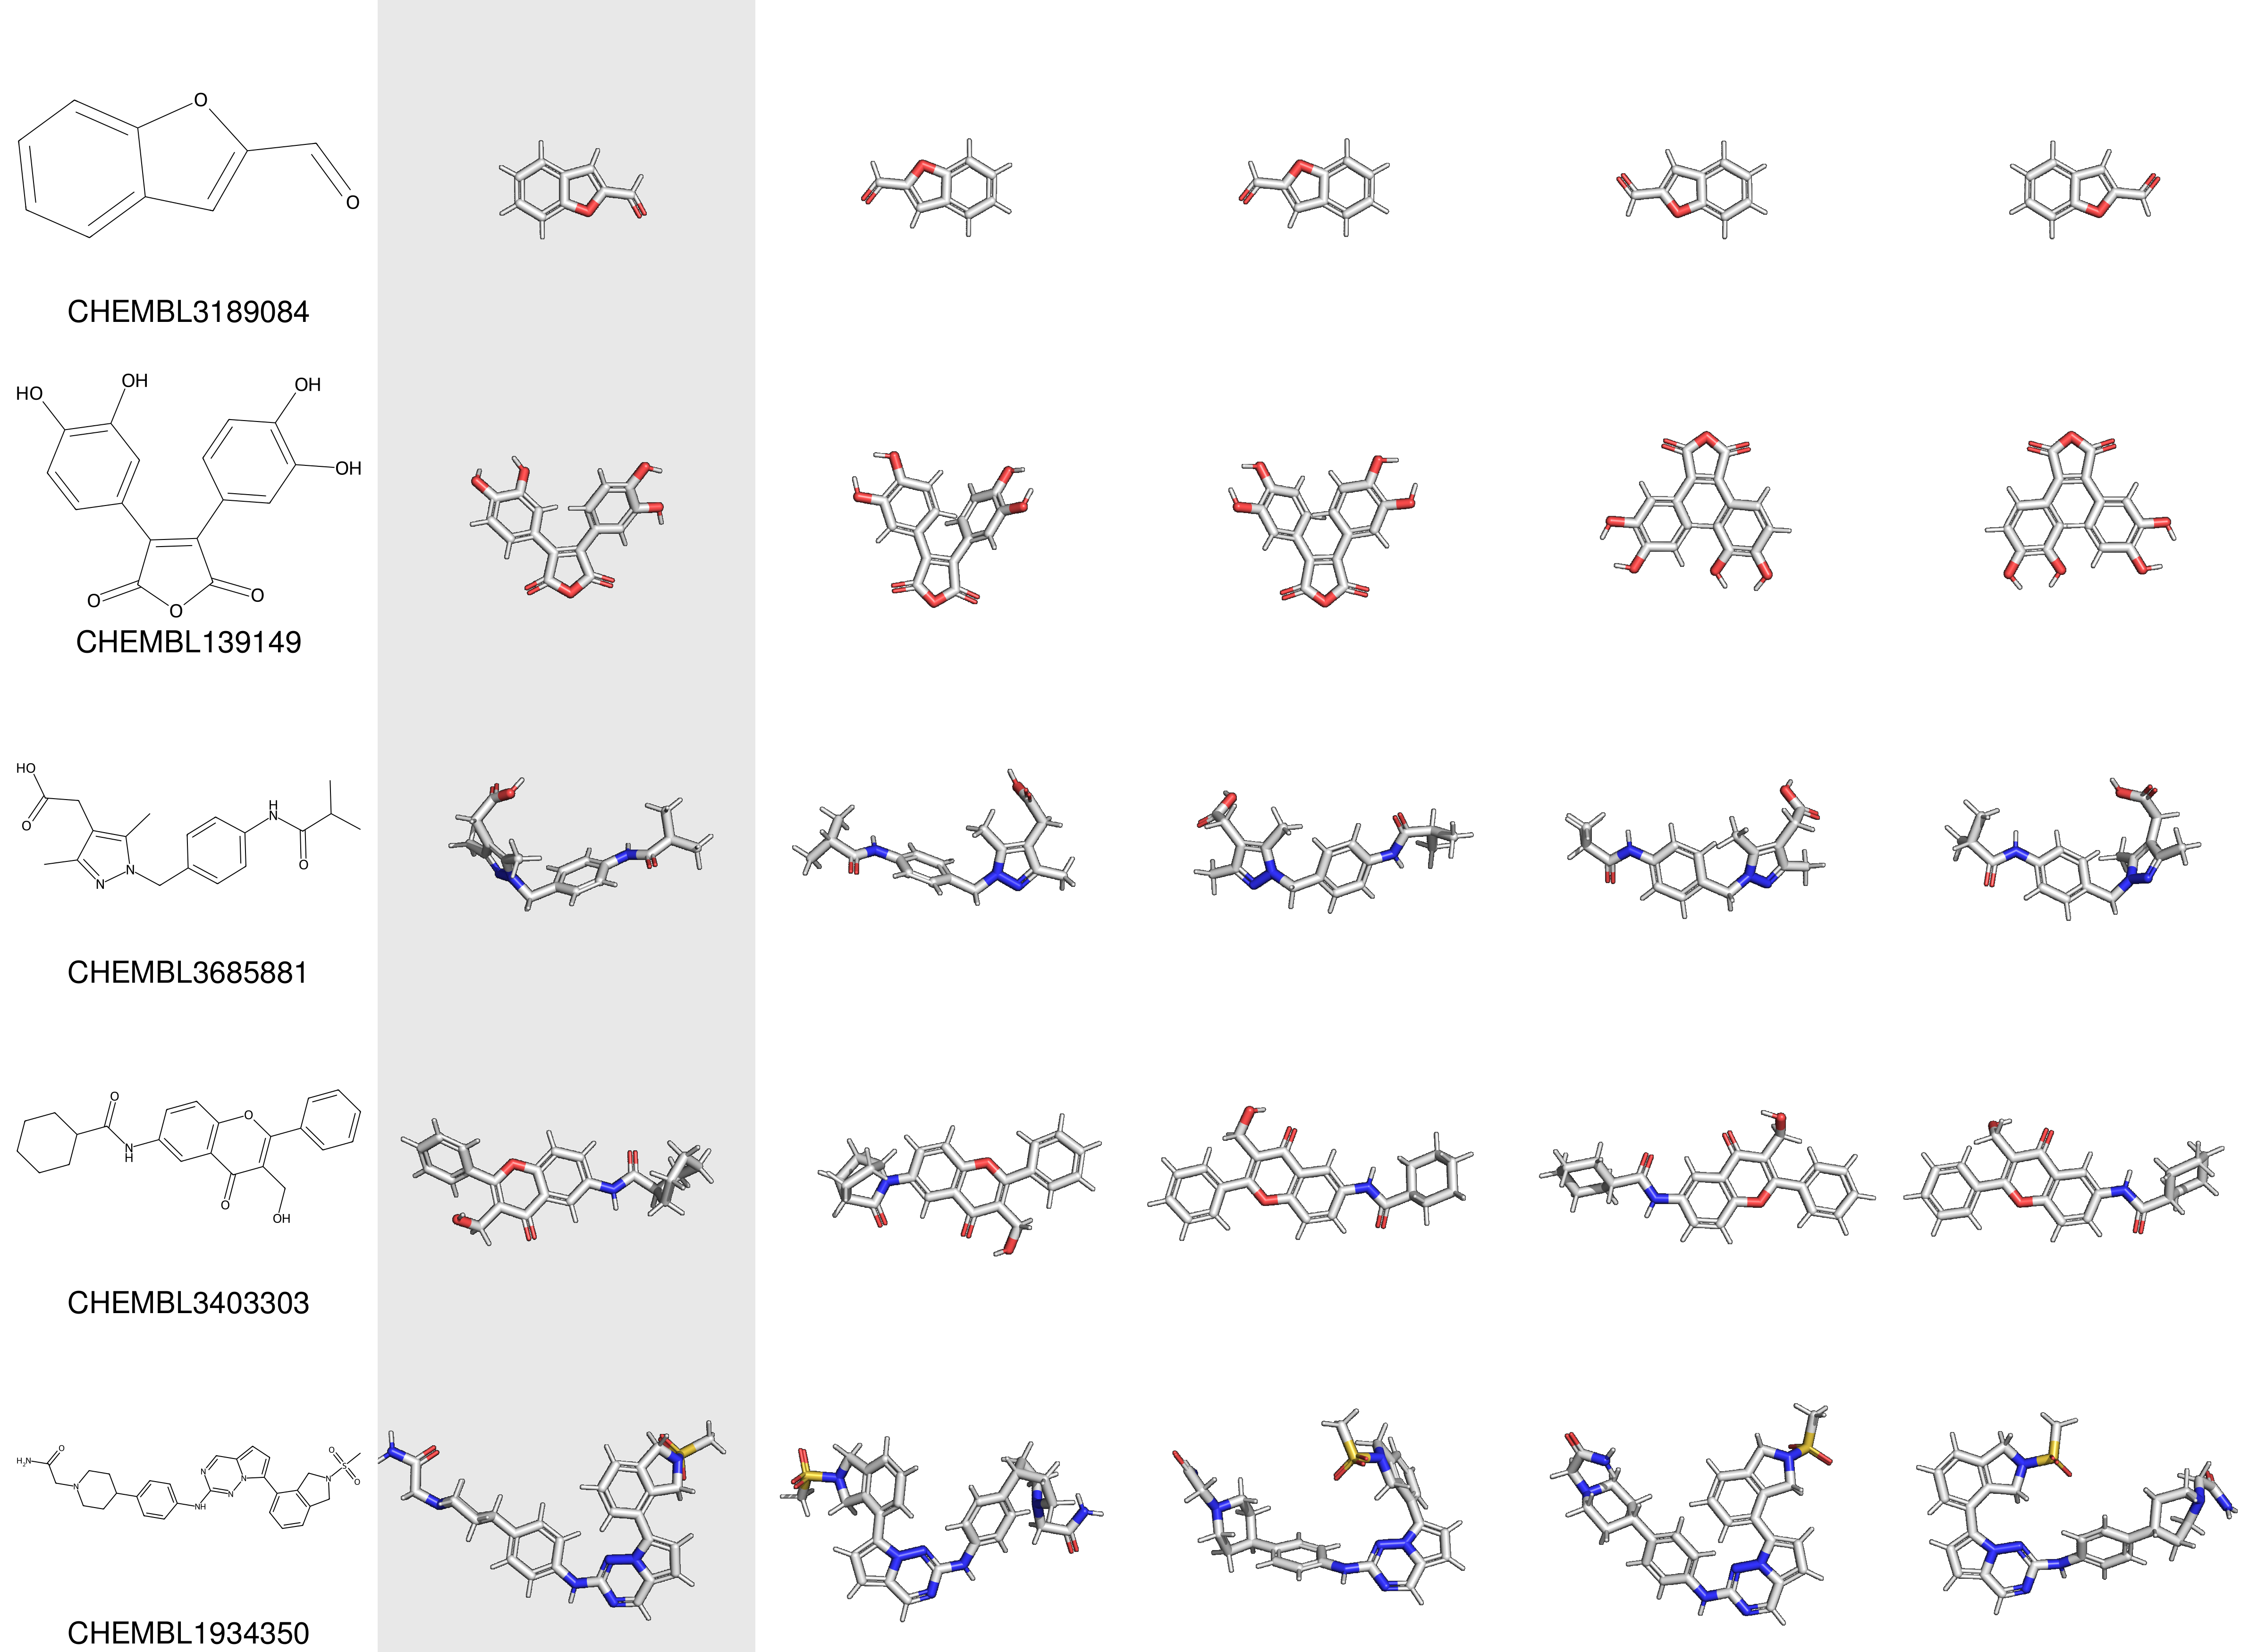 O
O
CHEMBL3189084
HO
OH
OH
OH
O
O
O
CHEMBL139149
HO
O
H
N
N
N
O
CHEMBL3685881
O
O
N
H
O
OH
CHEMBL3403303
H₂N
O
N
N
N
N
NH
N
S
O
O
CHEMBL1934350